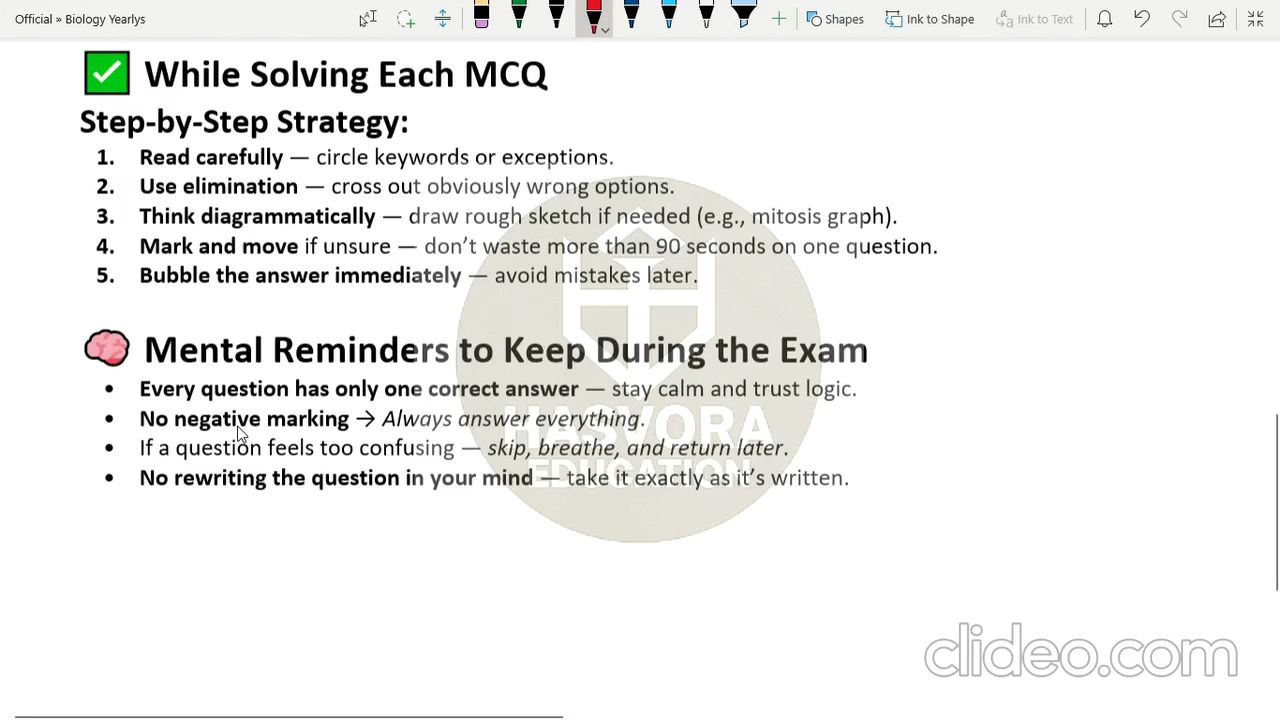 Official » Biology Yearlys
Shapes
Ink to Shape
Ink to Text
✅ While Solving Each MCQ
Step-by-Step Strategy:
1. Read carefully — circle keywords or exceptions.
2. Use elimination — cross out obviously wrong options.
3. Think diagrammatically — draw rough sketch if needed (e.g., mitosis graph).
4. Mark and move if unsure — don’t waste more than 90 seconds on one question.
5. Bubble the answer immediately — avoid mistakes later.
🧠 Mental Reminders to Keep During the Exam
• Every question has only one correct answer — stay calm and trust logic.
• No negative marking → Always answer everything.
• If a question feels too confusing — skip, breathe, and return later.
• No rewriting the question in your mind — take it exactly as it’s written.
HASVORA
EDUCATION
clideo.com